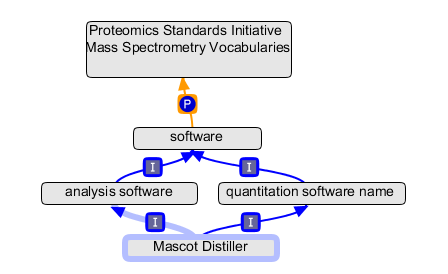 Proteomics Standards Initiative
Mass Spectrometry Vocabularies
P
software
I
I
analysis software
quantitation software name
I
I
Mascot Distiller